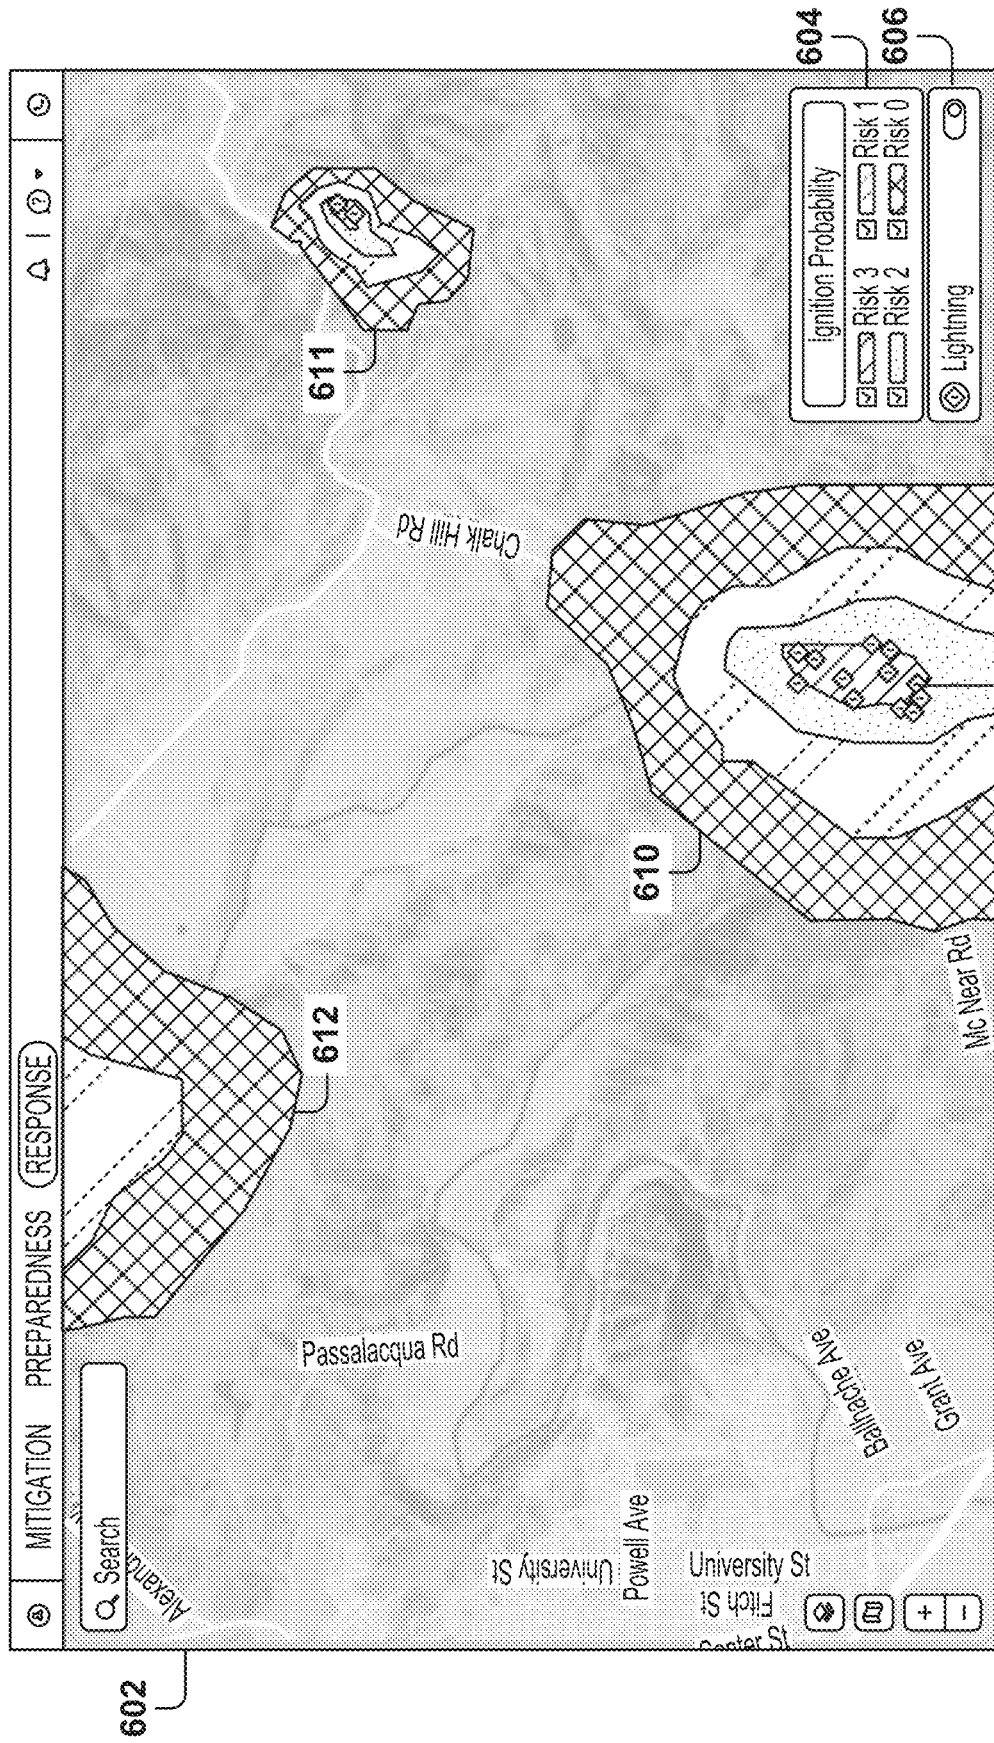 602
MITIGATION PREPAREDNESS RESPONSE
Search
Passalacqua Rd
612
611
Chalk Hill Rd
University St
Powell Ave
University St
Fitch St
Center St
Grant Ave
610
Mc Near Rd
Ignition Probability
Risk 3 Risk 1
Risk 2 Risk 0
604
Lightning
606